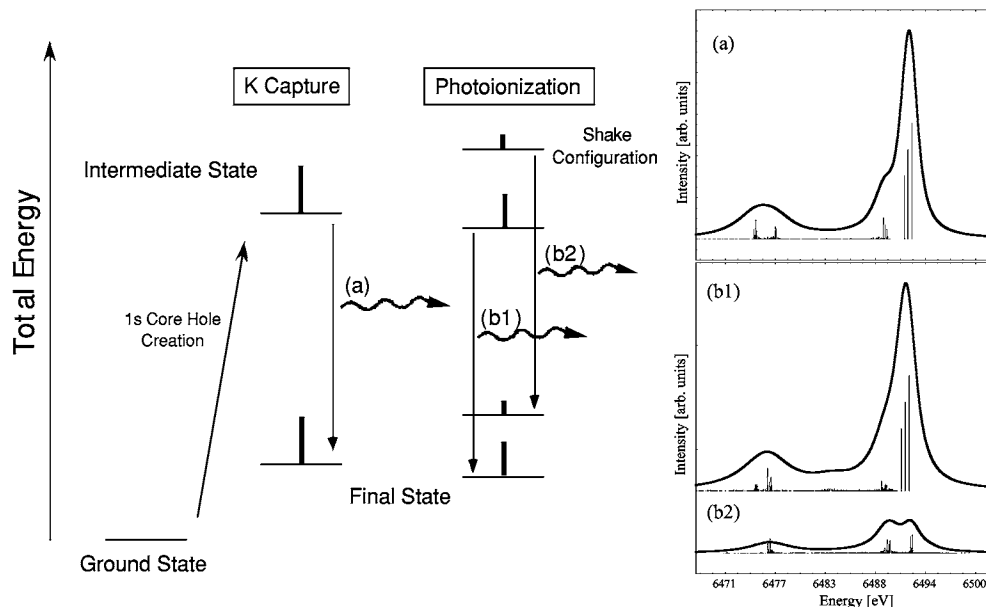 Total Energy
K Capture
Photoionization
Shake
Configuration
Intermediate State
(a)
(b2)
(b1)
1s Core Hole
Creation
Final State
Ground State
(a)
Intensity [arb. units]
(b1)
Intensity [arb. units]
(b2)
6471 6477 6483 6488 6494 6500
Energy [eV]